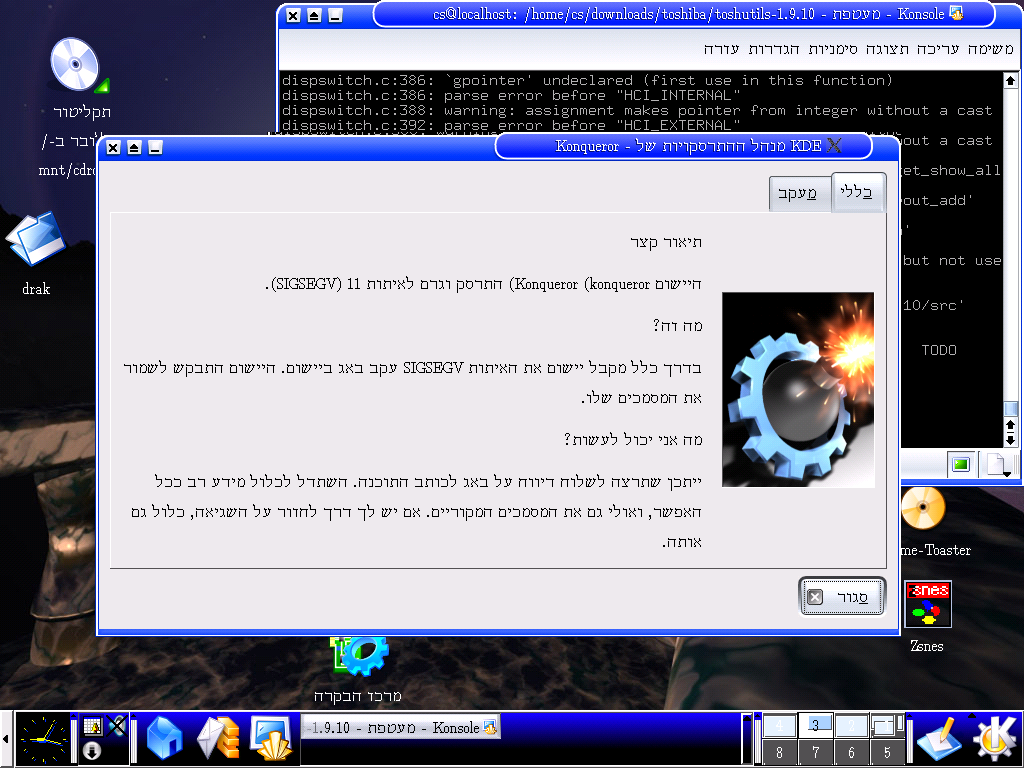 cs@localhost: /home/cs/downloads/toshiba/toshutils-1.9.10 - מעטפת - Konsole
משימה עריכה תצוגה סימניות הגדרות עזרה
dispswitch.c:386: `gpointer' undeclared (first use in this function)
dispswitch.c:386: parse error before "HCI_INTERNAL"
dispswitch.c:388: warning: assignment makes pointer from integer without a cast
dispswitch.c:392: parse error before "HCI_EXTERNAL"
out a cast
et_show_all
out_add'
but not use
10/src'
TODO
תקליטור
/-חובר ב
mnt/cdro
drak
KDE מנהל ההתרסקויות של - Konqueror
כללי
מעקב
תיאור קצר
היישום Konqueror (konqueror) התרסק וגרם לאיתות 11 (SIGSEGV).
מה זה?
בדרך כלל מקבל יישום את האיתות SIGSEGV עקב באג ביישום. היישום התבקש לשמור
את המסמכים שלו.
מה אני יכול לעשות?
ייתכן שתרצה לשלוח דיווח על באג לכותב התוכנה. השתדל לכלול מידע רב ככל
האפשר, ואולי גם את המסמכים המקוריים. אם יש לך דרך לחזור על השגיאה, כלול גם
אותה.
סגור
me-Toaster
snes
Zsnes
מרכז הבקרה
-1.9.10 - מעטפת - Konsole
4 3 2
8 7 6 5